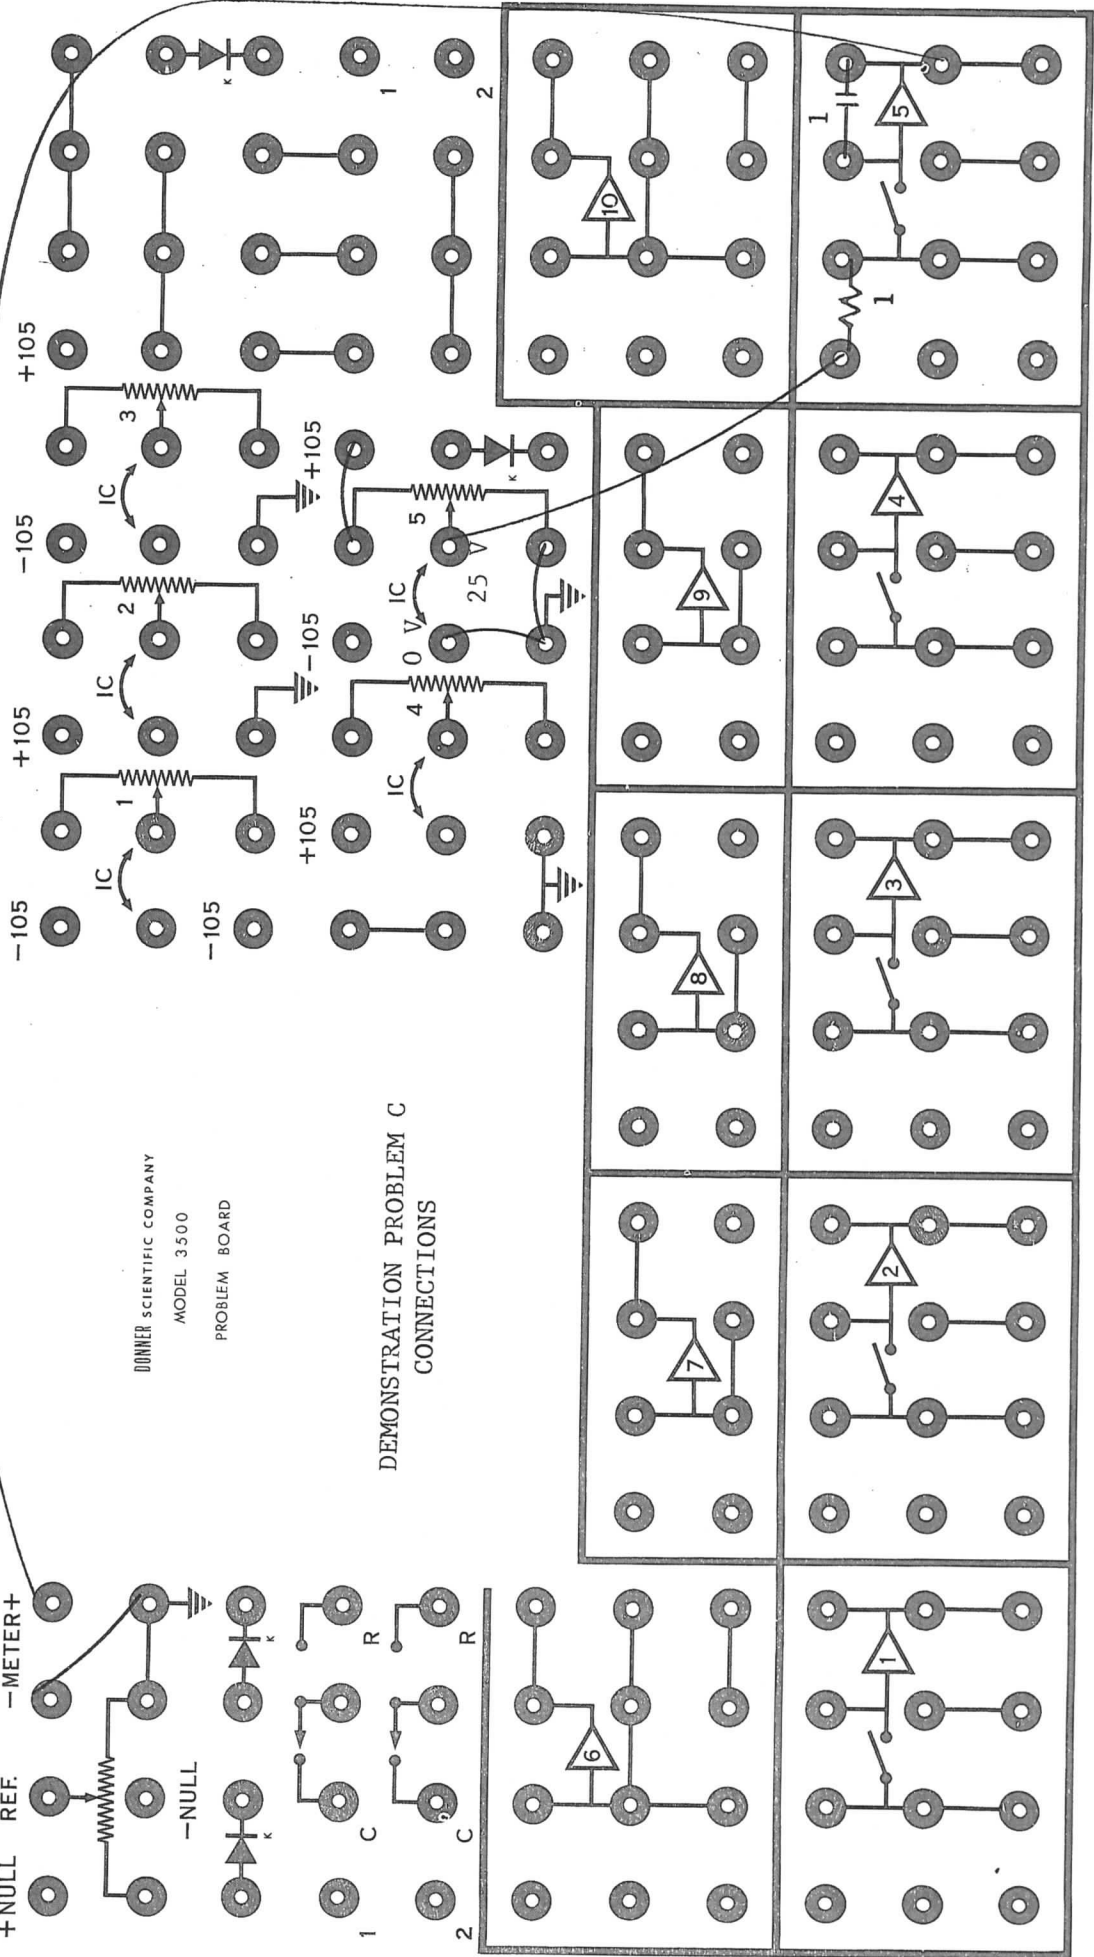 +NULL REF. -METER+
-NULL
K
K
1 C R
2 C R
DONNER SCIENTIFIC COMPANY
MODEL 3500
PROBLEM BOARD
DEMONSTRATION PROBLEM C
CONNECTIONS
-105 +105 -105 +105
IC 1 IC 2 IC 3
-105
+105 -105 +105
IC 4 0 V IC 5
25 V
K
K
1
2
6 7 8 9 10
1 2 3 4 5
1 1